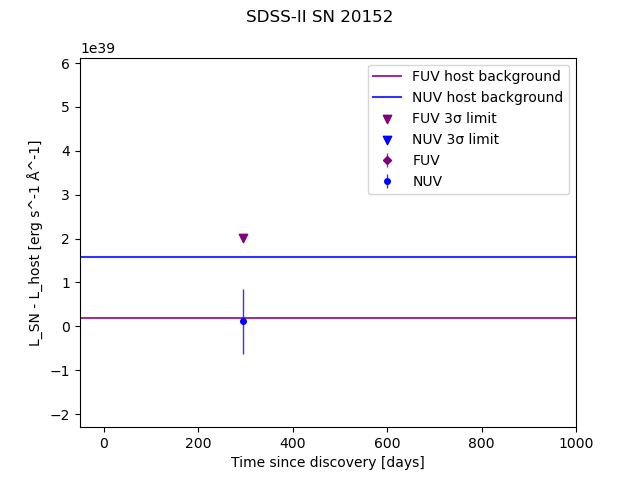 SDSS-II SN 20152
1e39
6
5
4
3
2
1
0
−1
−2
L_SN - L_host [erg s^-1 Å^-1]
FUV host background
NUV host background
FUV 3σ limit
NUV 3σ limit
FUV
NUV
0 200 400 600 800 1000
Time since discovery [days]